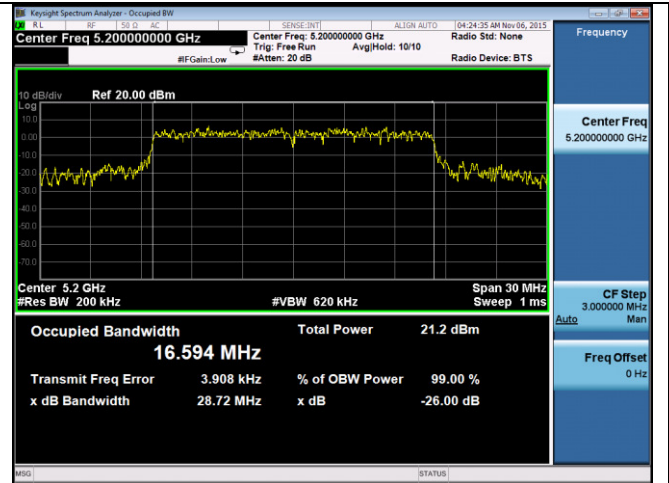 Keysight Spectrum Analyzer - Occupied BW
RL RF 50 Ω AC SENSE:INT ALIGN AUTO 04:24:35 AM Nov 06, 2015
Center Freq 5.200000000 GHz
Center Freq: 5.200000000 GHz
Radio Std: None
Trig: Free Run Avg|Hold: 10/10
#IFGain:Low
#Atten: 20 dB
Radio Device: BTS
Frequency
10 dB/div Ref 20.00 dBm
Log
10.0
0.00
-10.0
-20.0
-30.0
-40.0
-50.0
-60.0
-70.0
Center 5.2 GHz Span 30 MHz
#Res BW 200 kHz #VBW 620 kHz Sweep 1 ms
Occupied Bandwidth Total Power 21.2 dBm
16.594 MHz
Transmit Freq Error 3.908 kHz % of OBW Power 99.00 %
x dB Bandwidth 28.72 MHz x dB -26.00 dB
Center Freq
5.200000000 GHz
CF Step
3.000000 MHz
Auto Man
Freq Offset
0 Hz
MSG STATUS